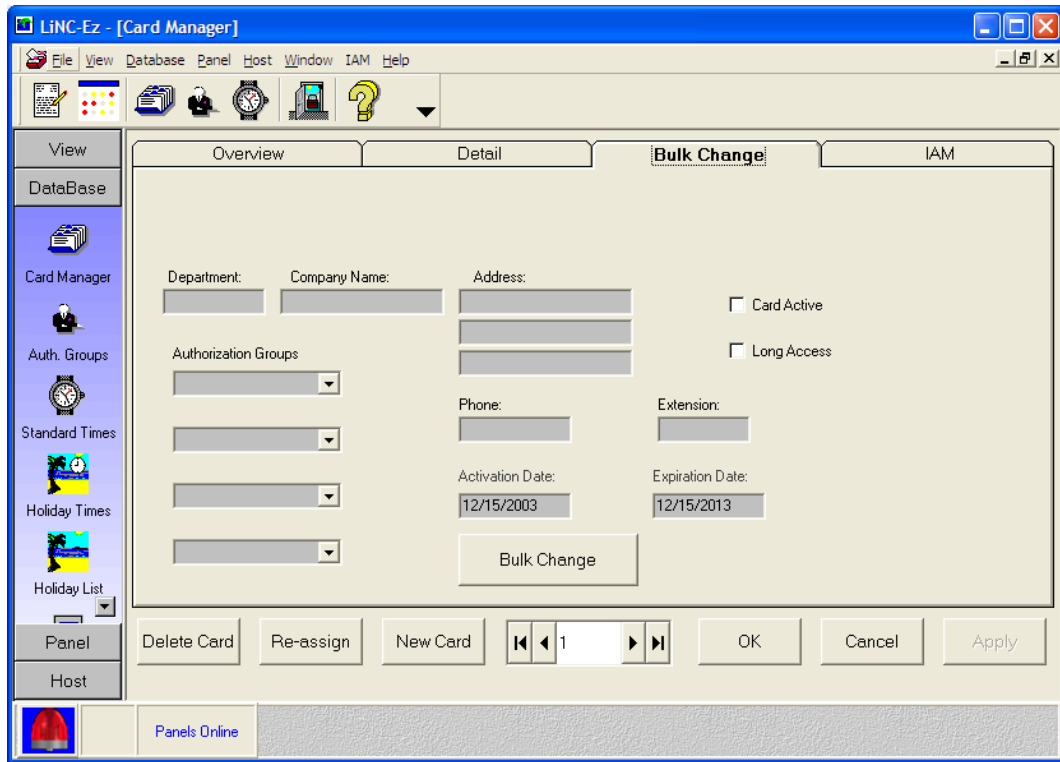 LiNC-Ez - [Card Manager]
File View Database Panel Host Window IAM Help
View
DataBase
Card Manager
Auth. Groups
Standard Times
Holiday Times
Holiday List
Panel
Host
Overview Detail Bulk Change IAM
Department: Company Name: Address:
Card Active
Authorization Groups
Long Access
Phone: Extension:
Activation Date: Expiration Date:
12/15/2003 12/15/2013
Bulk Change
Delete Card Re-assign New Card 1 OK Cancel Apply
Panels Online